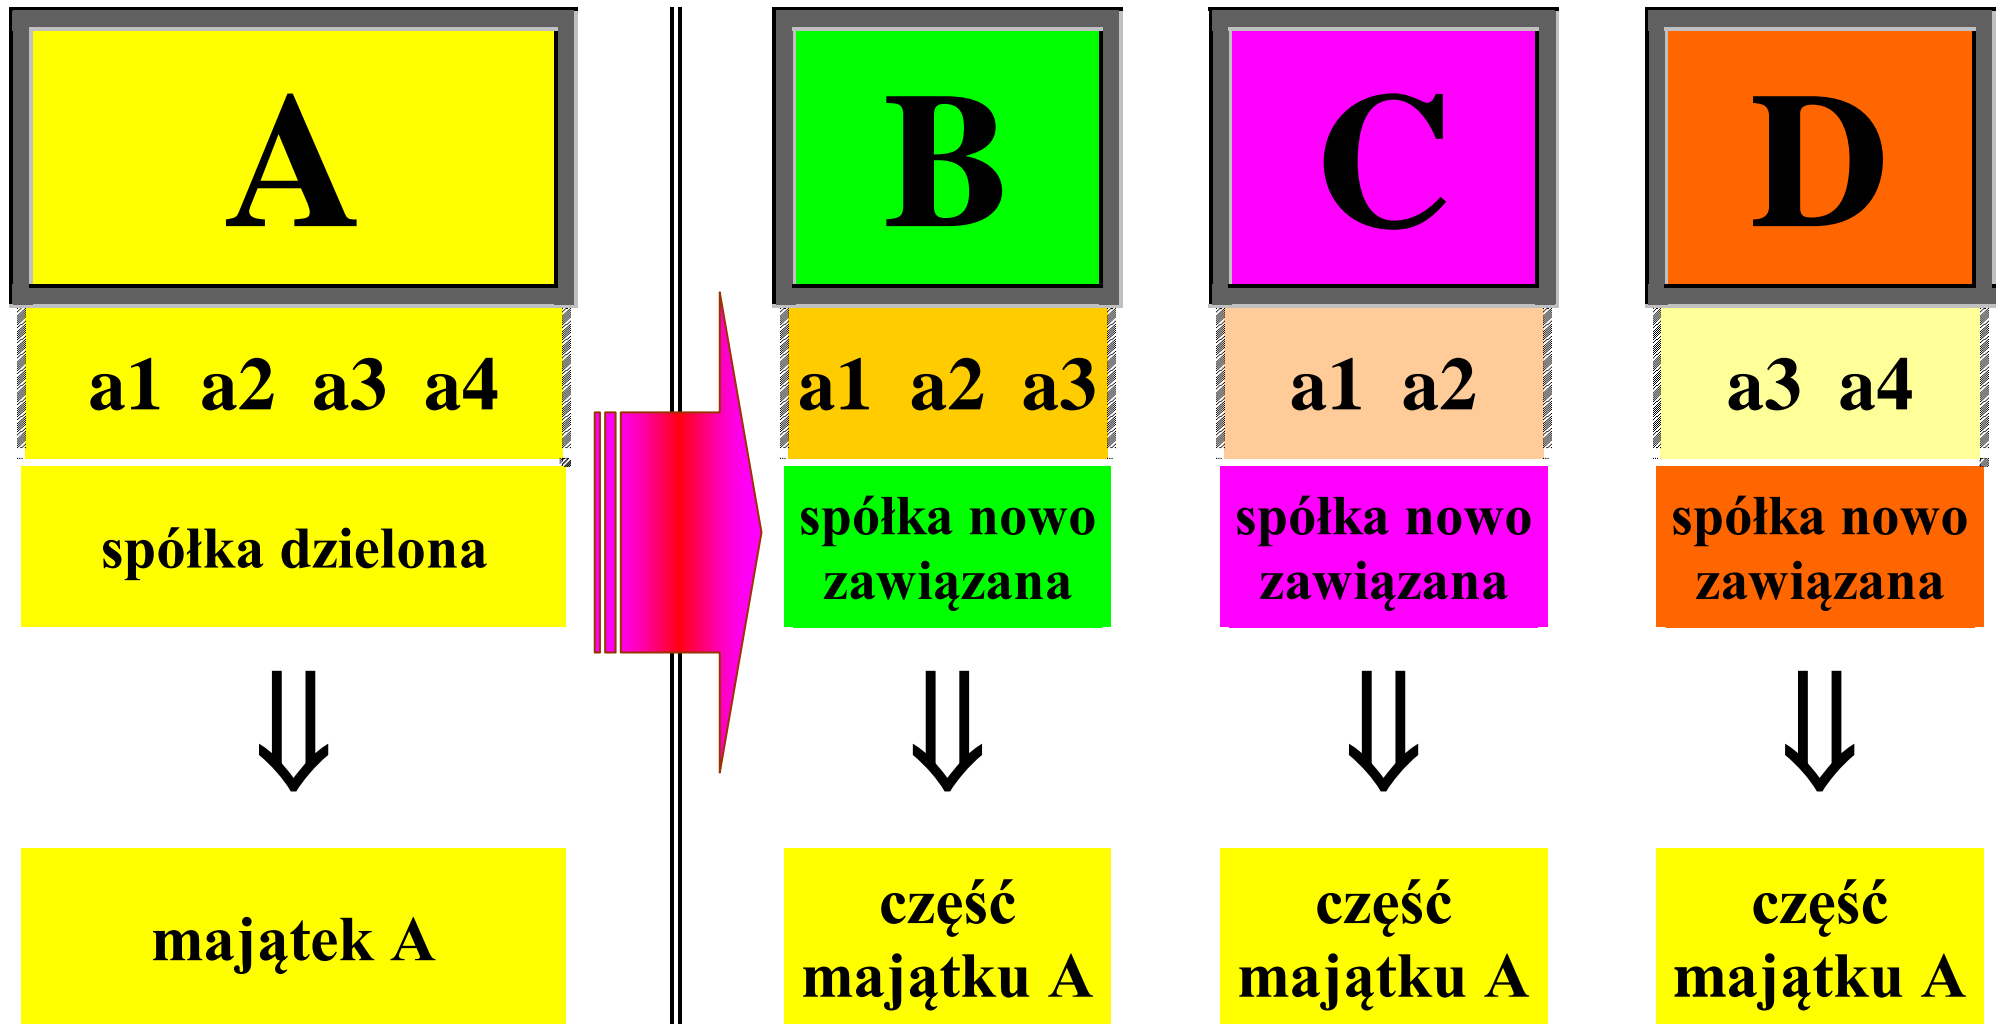 A
B
C
D
a1 a2 a3 a4
a1 a2 a3
a1 a2
a3 a4
spółka dzielona
spółka nowo
zawiązana
spółka nowo
zawiązana
spółka nowo
zawiązana
majątek A
część
majątku A
część
majątku A
część
majątku A